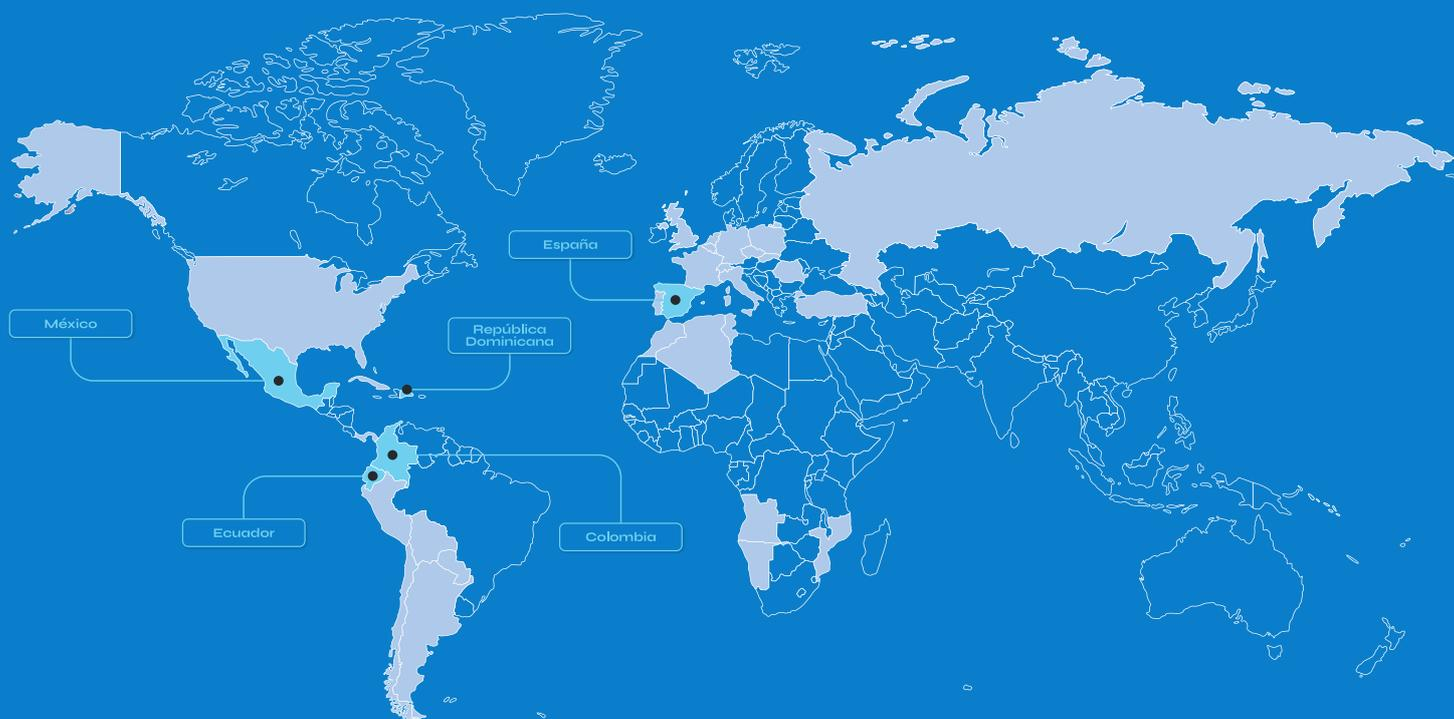 España
México
República
Dominicana
Ecuador
Colombia